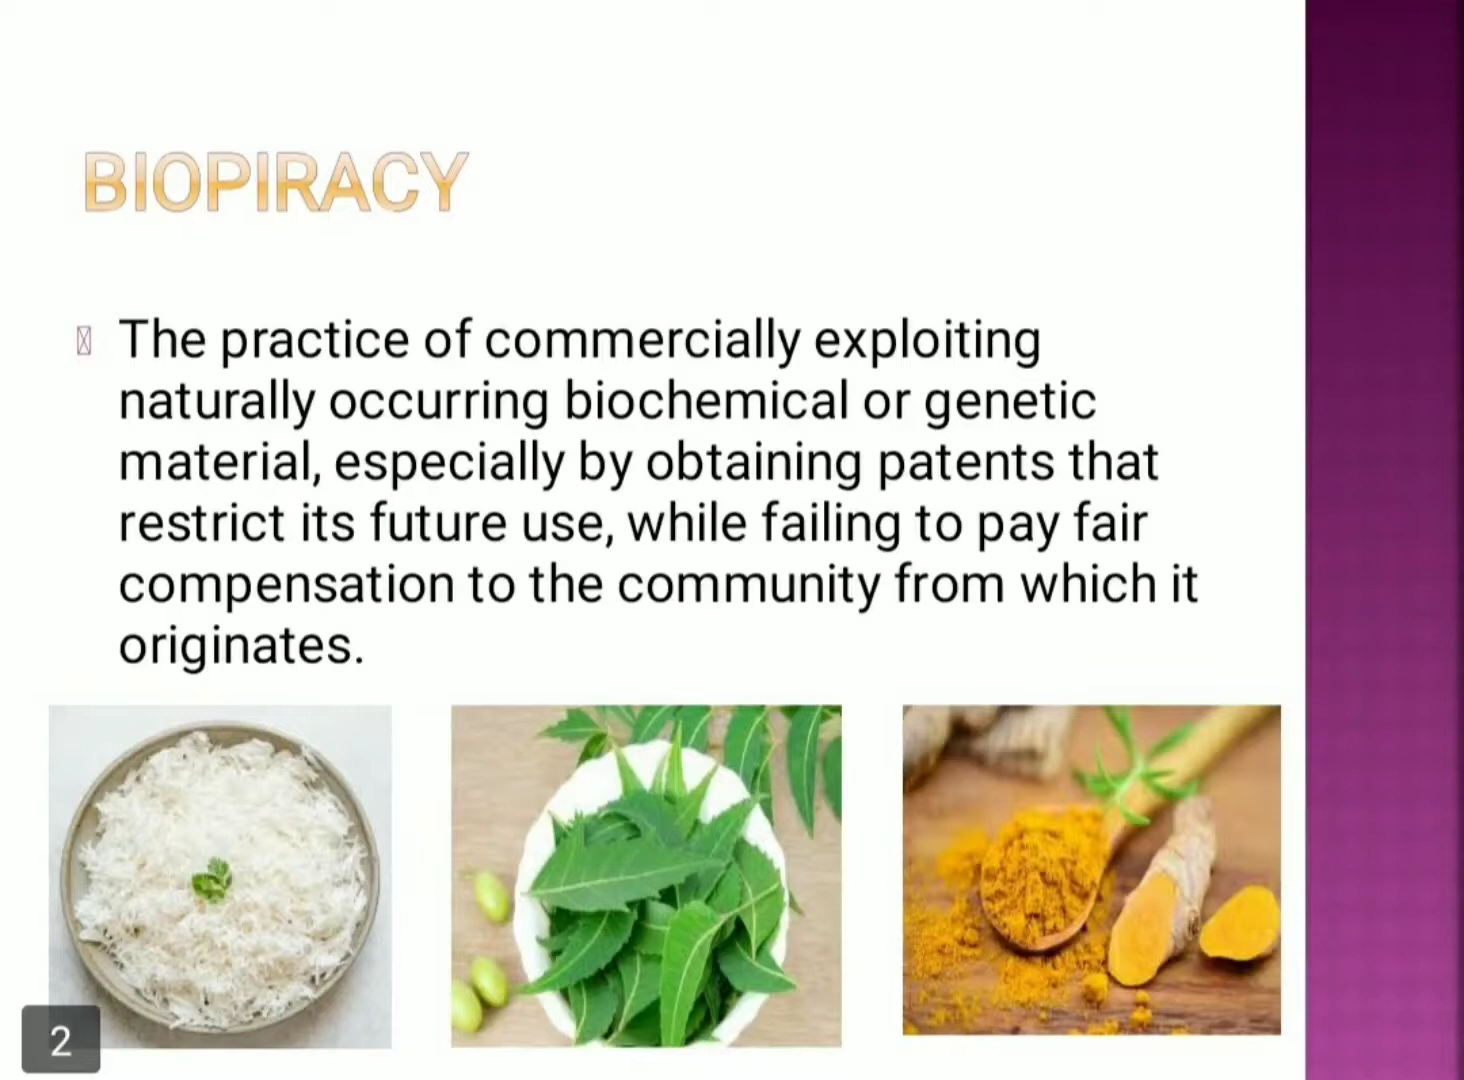 BIOPIRACY
The practice of commercially exploiting
naturally occurring biochemical or genetic
material, especially by obtaining patents that
restrict its future use, while failing to pay fair
compensation to the community from which it
originates.
2